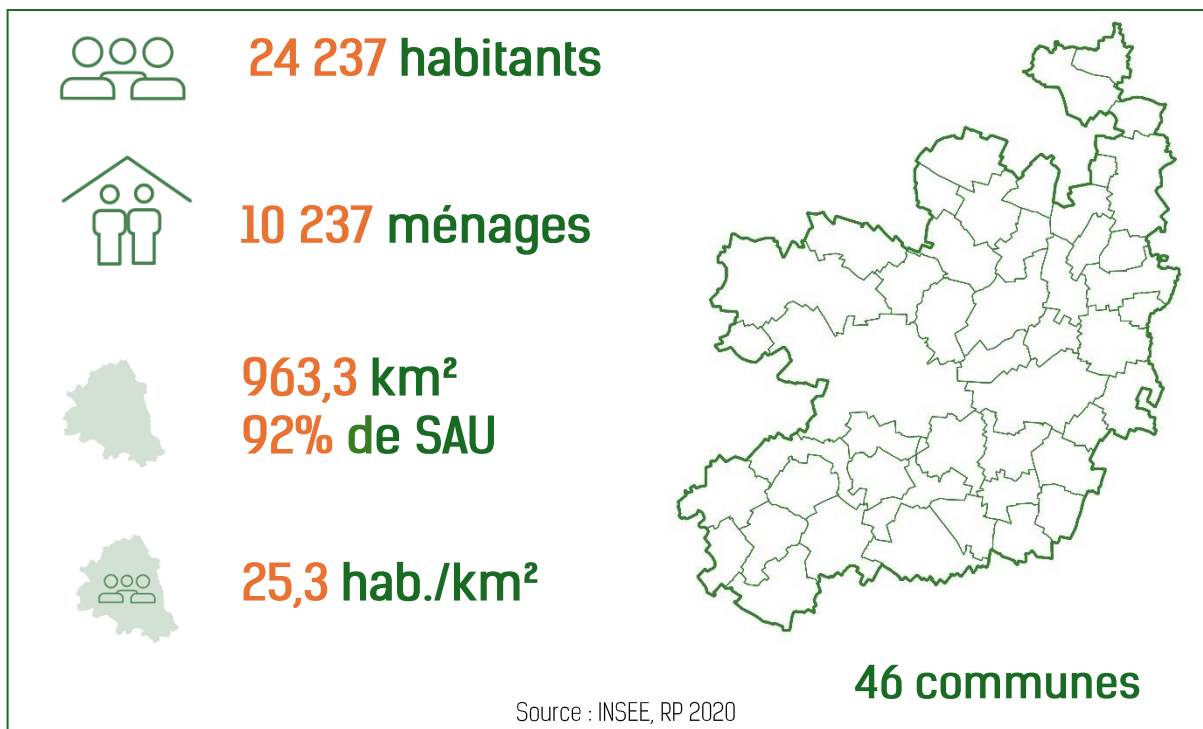 24 237 habitants
10 237 ménages
963,3 km²
92% de SAU
25,3 hab./km²
46 communes
Source : INSEE, RP 2020